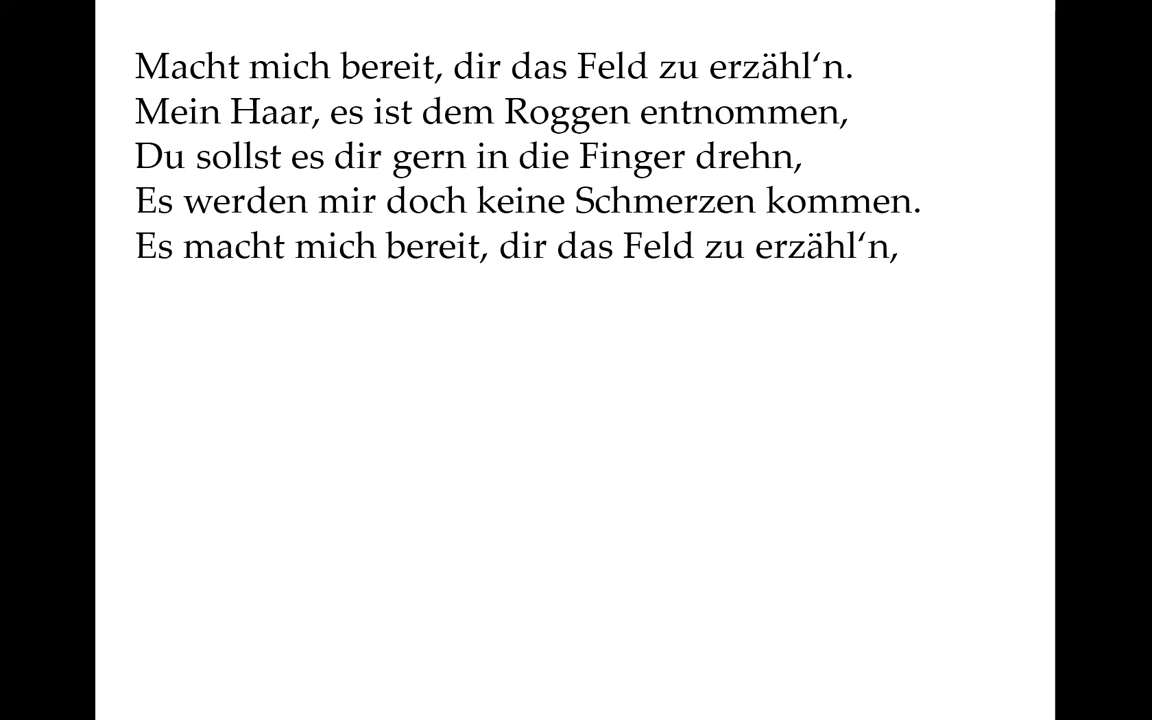 Macht mich bereit, dir das Feld zu erzähl‘n.
Mein Haar, es ist dem Roggen entnommen,
Du sollst es dir gern in die Finger drehn,
Es werden mir doch keine Schmerzen kommen.
Es macht mich bereit, dir das Feld zu erzähl‘n,